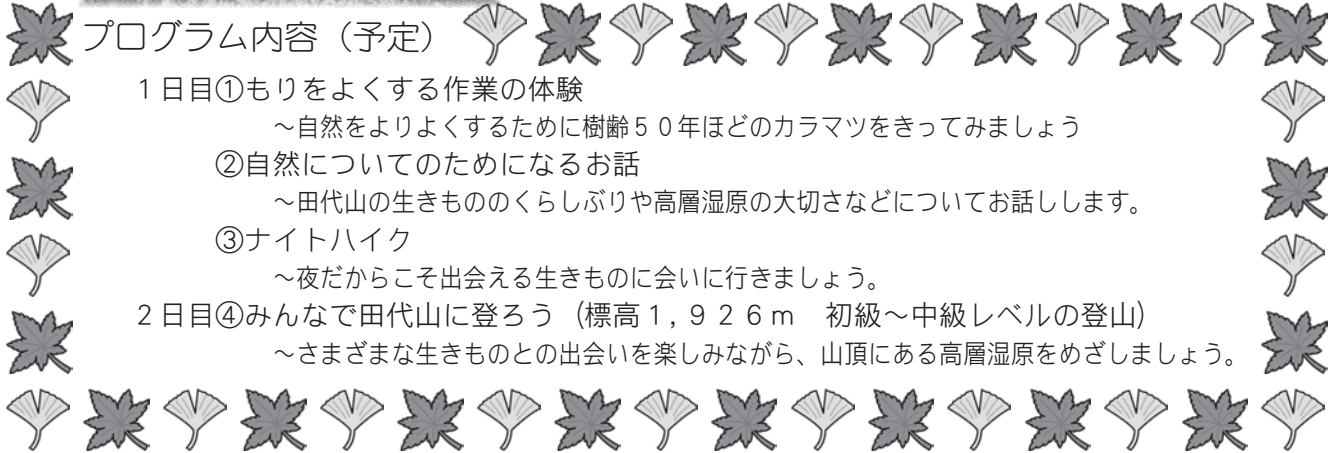 プログラム内容（予定）
１日目①もりをよくする作業の体験
～自然をよりよくするために樹齢５０年ほどのカラマツをきってみましょう
②自然についてのためになるお話
～田代山の生きもののくらしぶりや高層湿原の大切さなどについてお話しします。
③ナイトハイク
～夜だからこそ出会える生きものに会いに行きましょう。
２日目④みんなで田代山に登ろう（標高１,９２６ｍ　初級～中級レベルの登山）
～さまざまな生きものとの出会いを楽しみながら、山頂にある高層湿原をめざしましょう。